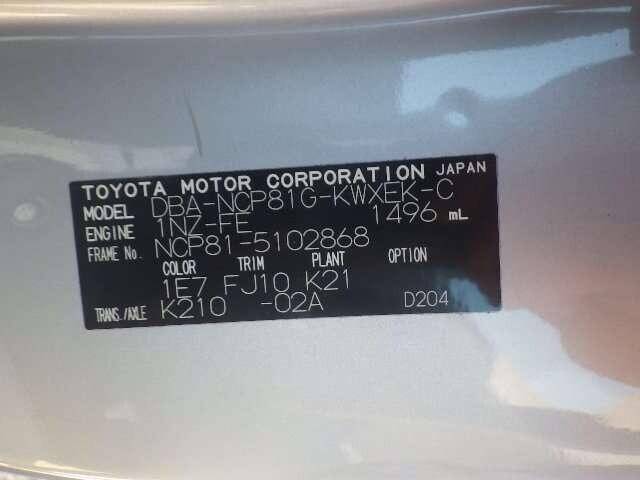 TOYOTA MOTOR CORPORATION JAPAN
MODEL DBA-NCP81G-KWXEK-C
ENGINE 1NZ-FE 1496 mL
FRAME No. NCP81-5102868
COLOR TRIM PLANT OPTION
1E7 FJ10 K21
TRANS./AXLE K210 -02A D204